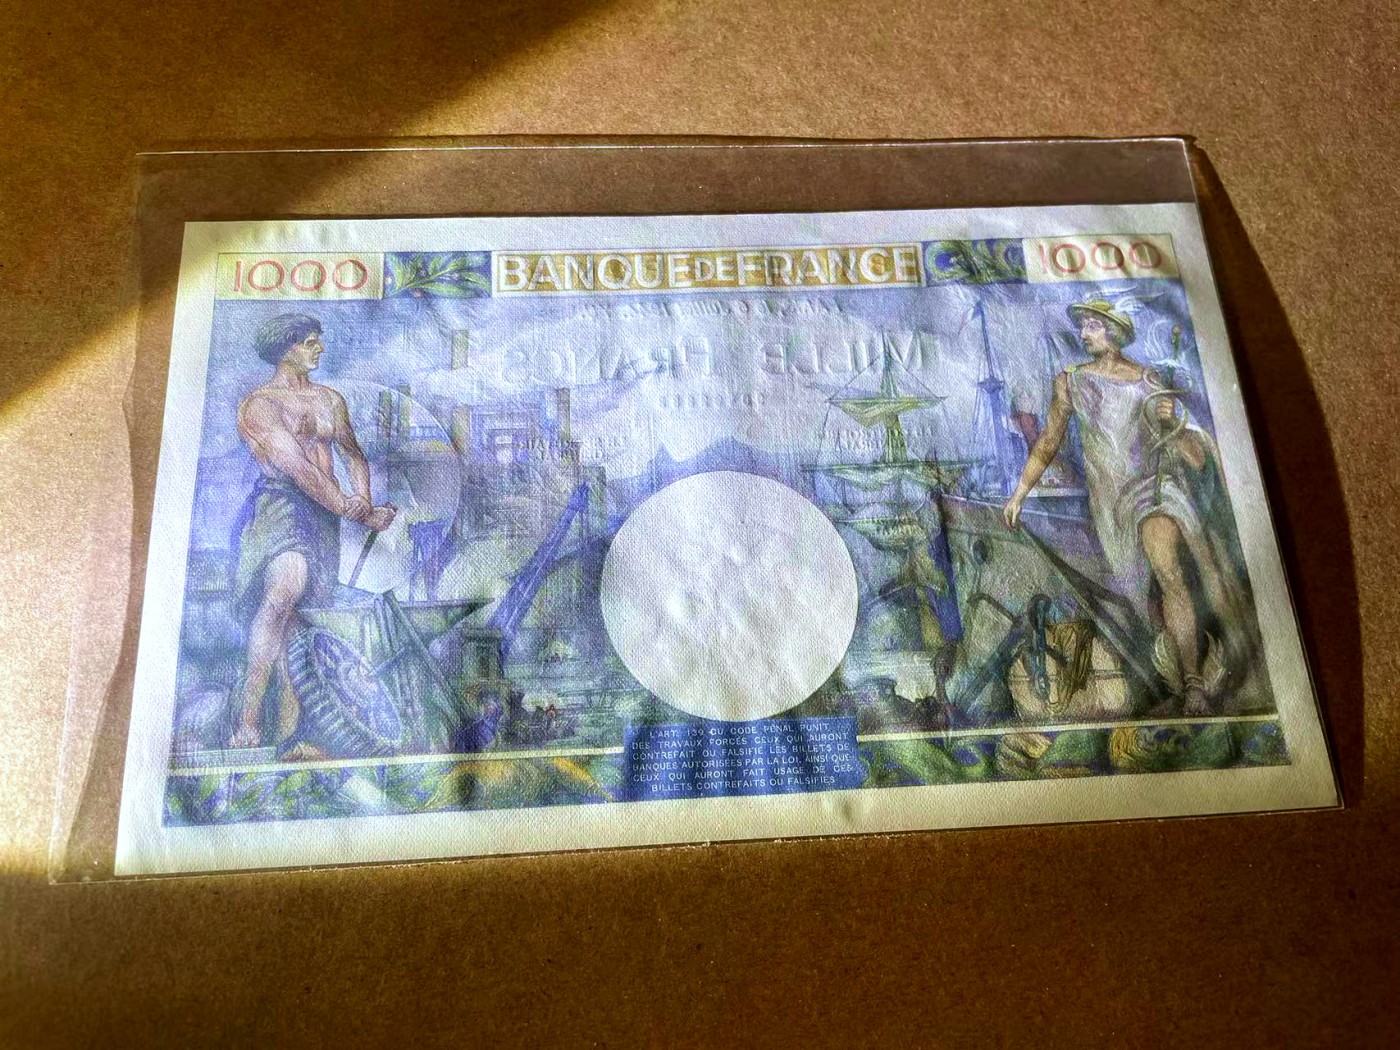 1000 BANQUE DE FRANCE 1000
MILLE FRANCS
L'ART. 139 DU CODE PÉNAL PUNIT
DES TRAVAUX FORCÉS CEUX QUI AURONT
CONTREFAIT OU FALSIFIÉ LES BILLETS DE
BANQUES AUTORISÉES PAR LA LOI, AINSI QUE
CEUX QUI AURONT FAIT USAGE DE CES
BILLETS CONTREFAITS OU FALSIFIÉS